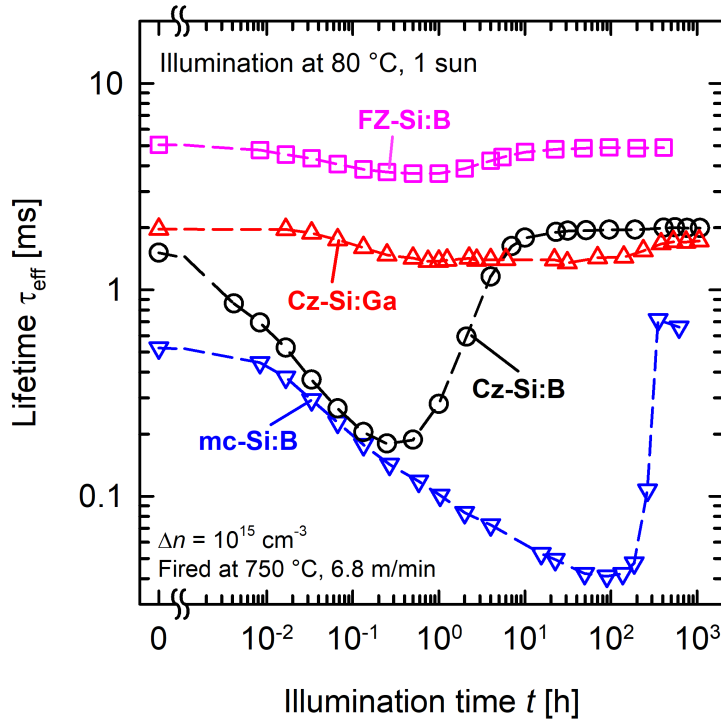 Illumination at 80 °C, 1 sun
10
FZ-Si:B
Lifetime τeff [ms]
1
Cz-Si:Ga
Cz-Si:B
mc-Si:B
0.1
Δn = 10¹⁵ cm⁻³
Fired at 750 °C, 6.8 m/min
0 10⁻² 10⁻¹ 10⁰ 10¹ 10² 10³
Illumination time t [h]